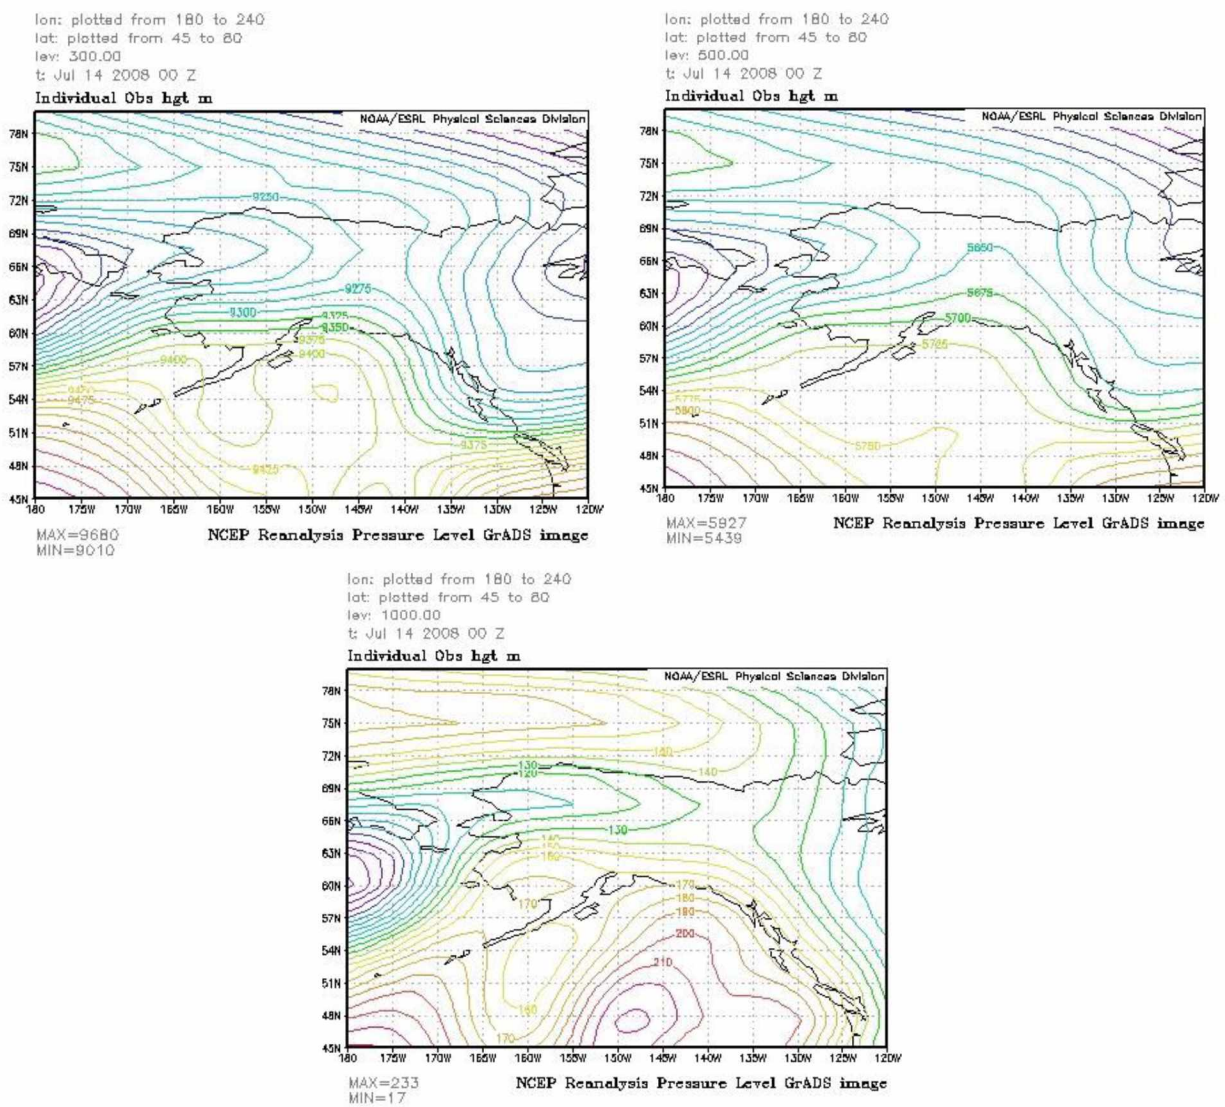 lon: plotted from 180 to 240
lat: plotted from 45 to 80
lev: 300.00
t: Jul 14 2008 00 Z
Individual Obs hgt m
NOAA/ESRL Physical Sciences Division
78N
75N
72N
69N
66N
63N
60N
57N
54N
51N
48N
45N
9250
9275
9300
9325
9350
9375
9400
9400
9475
9375
9425
180 175W 170W 165W 160W 155W 150W 145W 140W 135W 130W 125W 120W
MAX=9680
MIN=9010
NCEP Reanalysis Pressure Level GrADS image
lon: plotted from 180 to 240
lat: plotted from 45 to 80
lev: 500.00
t: Jul 14 2008 00 Z
Individual Obs hgt m
NOAA/ESRL Physical Sciences Division
78N
75N
72N
69N
66N
63N
60N
57N
54N
51N
48N
45N
5650
5675
5700
5725
5775
5800
5750
180 175W 170W 165W 160W 155W 150W 145W 140W 135W 130W 125W 120W
MAX=5927
MIN=5439
NCEP Reanalysis Pressure Level GrADS image
lon: plotted from 180 to 240
lat: plotted from 45 to 80
lev: 1000.00
t: Jul 14 2008 00 Z
Individual Obs hgt m
NOAA/ESRL Physical Sciences Division
78N
75N
72N
69N
66N
63N
60N
57N
54N
51N
48N
45N
140
130
120
130
140
150
160
170
170
180
190
200
210
160
170
180 175W 170W 165W 160W 155W 150W 145W 140W 135W 130W 125W 120W
MAX=233
MIN=17
NCEP Reanalysis Pressure Level GrADS image